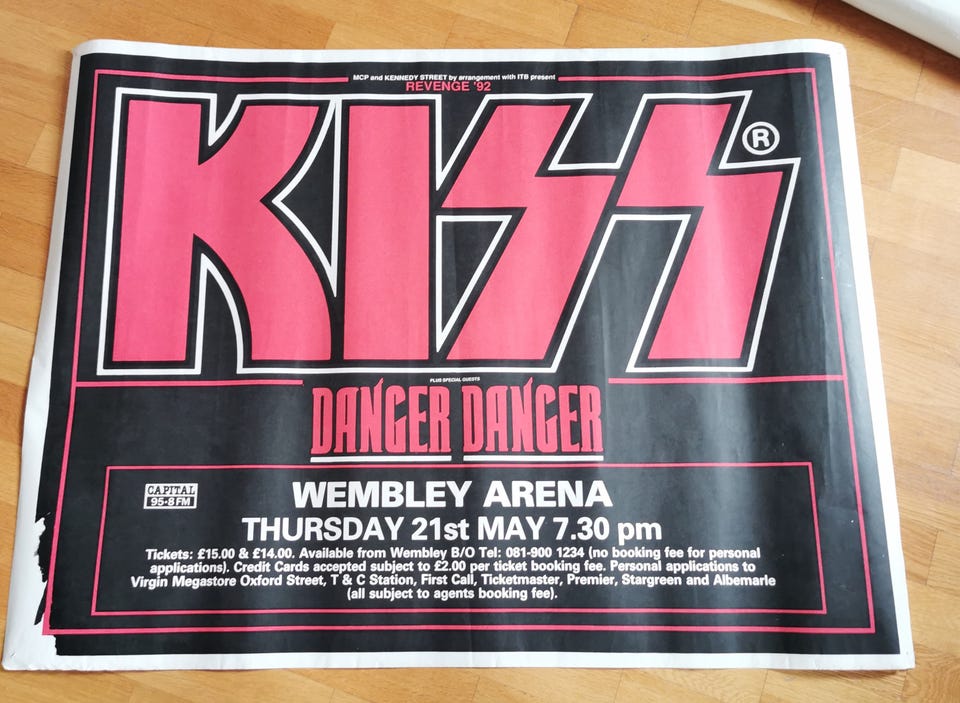 MCP and KENNEDY STREET by arrangement with ITB present
REVENGE '92
KISS®
PLUS SPECIAL GUESTS
DANGER DANGER
CAPITAL
95·8 FM
WEMBLEY ARENA
THURSDAY 21st MAY 7.30 pm
Tickets: £15.00 & £14.00. Available from Wembley B/O Tel: 081-900 1234 (no booking fee for personal
applications). Credit Cards accepted subject to £2.00 per ticket booking fee. Personal applications to
Virgin Megastore Oxford Street, T & C Station, First Call, Ticketmaster, Premier, Stargreen and Albemarle
(all subject to agents booking fee).